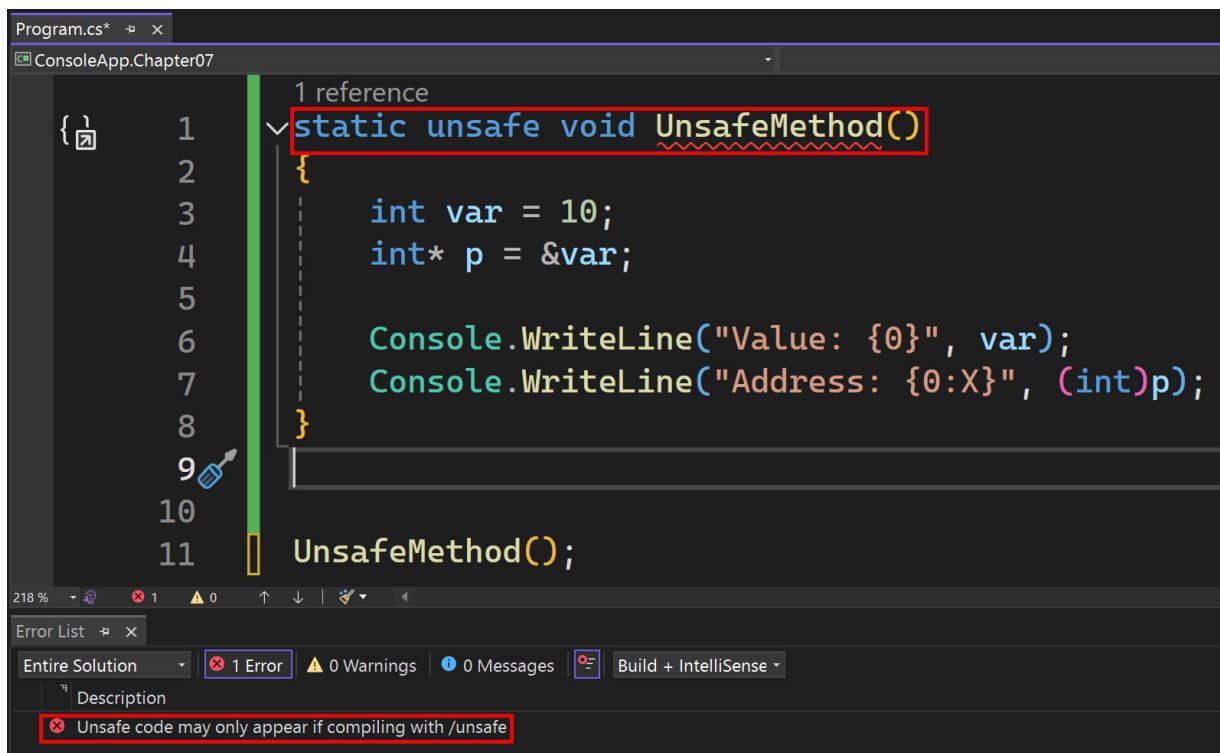 Program.cs*
ConsoleApp.Chapter07
1 reference
1 static unsafe void UnsafeMethod()
2 {
3 int var = 10;
4 int* p = &var;
5
6 Console.WriteLine("Value: {0}", var);
7 Console.WriteLine("Address: {0:X}", (int)p);
8 }
9
10
11 UnsafeMethod();
218 % 1 0
Error List
Entire Solution 1 Error 0 Warnings 0 Messages Build + IntelliSense
Description
Unsafe code may only appear if compiling with /unsafe